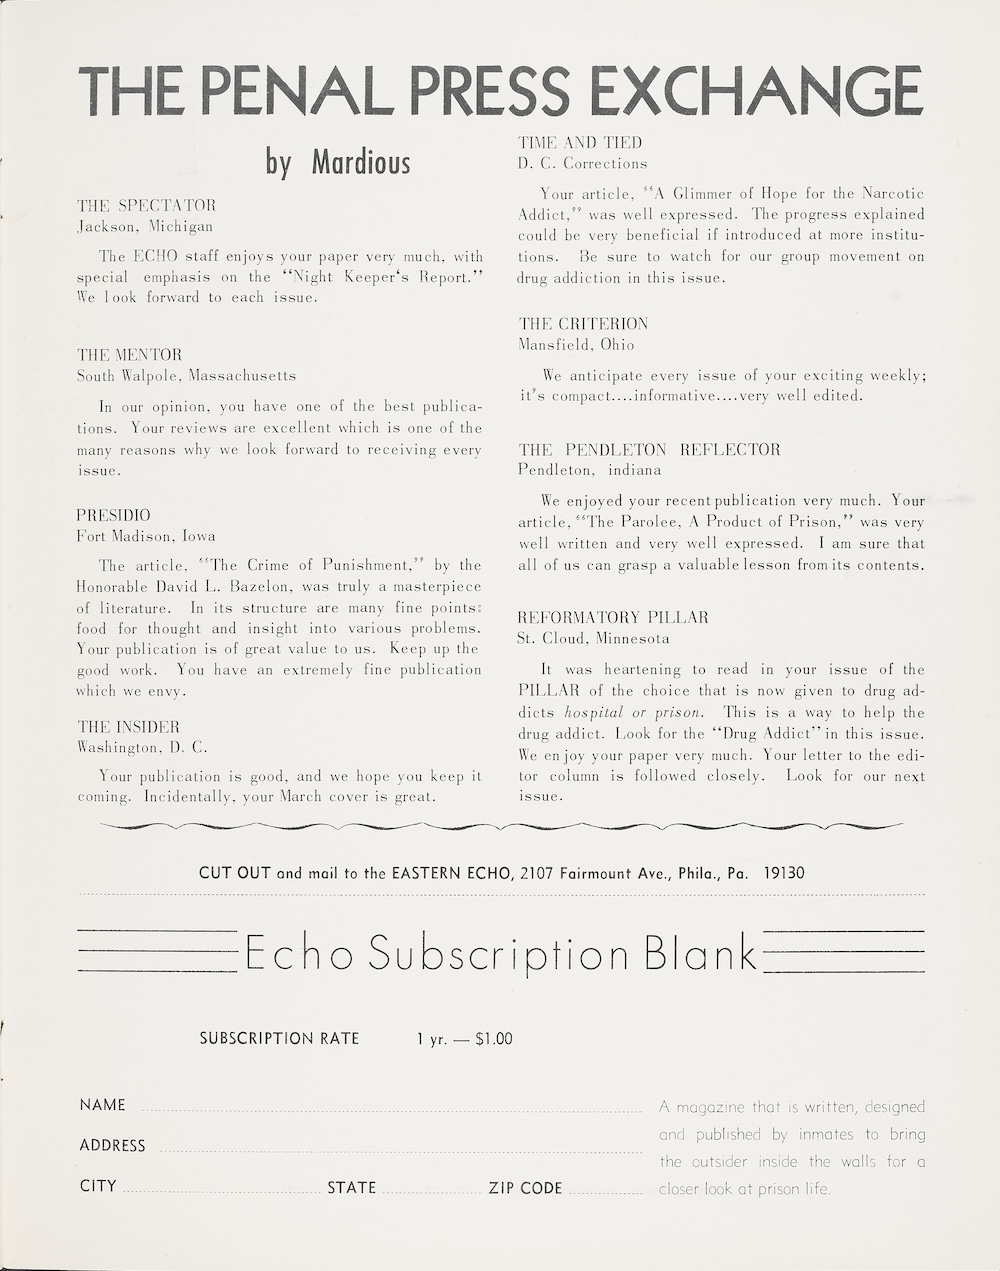 THE PENAL PRESS EXCHANGE
by Mardious
THE SPECTATOR
Jackson, Michigan
The ECHO staff enjoys your paper very much, with
special emphasis on the “Night Keeper‘s Report.”
We look forward to each issue.
THE MENTOR
South Walpole, Massachusetts
In our opinion, you have one of the best publica-
tions. Your reviews are excellent which is one of the
many reasons why we look forward to receiving every
issue.
PRESIDIO
Fort Madison, Iowa
The article, “The Crime of Punishment,” by the
Honorable David L. Bazelon, was truly a masterpiece
of literature. In its structure are many fine points:
food for thought and insight into various problems.
Your publication is of great value to us. Keep up the
good work. You have an extremely fine publication
which we envy.
THE INSIDER
Washington, D. C.
Your publication is good, and we hope you keep it
coming. Incidentally, your March cover is great.
TIME AND TIED
D. C. Corrections
Your article, “A Glimmer of Hope for the Narcotic
Addict,” was well expressed. The progress explained
could be very beneficial if introduced at more institu-
tions. Be sure to watch for our group movement on
drug addiction in this issue.
THE CRITERION
Mansfield, Ohio
We anticipate every issue of your exciting weekly;
it’s compact....informative....very well edited.
THE PENDLETON REFLECTOR
Pendleton, indiana
We enjoyed your recent publication very much. Your
article, “The Parolee, A Product of Prison,” was very
well written and very well expressed. I am sure that
all of us can grasp a valuable lesson from its contents.
REFORMATORY PILLAR
St. Cloud, Minnesota
It was heartening to read in your issue of the
PILLAR of the choice that is now given to drug ad-
dicts hospital or prison. This is a way to help the
drug addict. Look for the “Drug Addict” in this issue.
We enjoy your paper very much. Your letter to the edi-
tor column is followed closely. Look for our next
issue.
CUT OUT and mail to the EASTERN ECHO, 2107 Fairmount Ave., Phila., Pa. 19130
Echo Subscription Blank
SUBSCRIPTION RATE 1 yr. — $1.00
NAME
ADDRESS
CITY STATE ZIP CODE
A magazine that is written, designed
and published by inmates to bring
the outsider inside the walls for a
closer look at prison life.